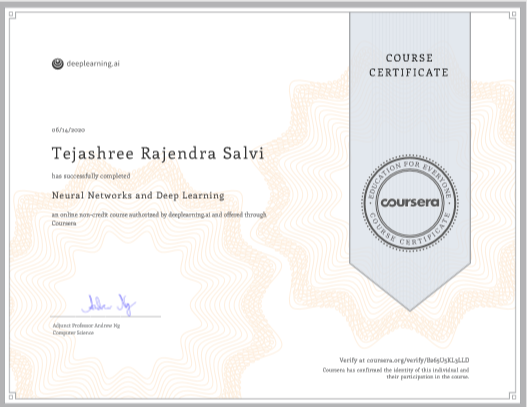 deeplearning.ai
COURSE
CERTIFICATE
06/14/2020
Tejashree Rajendra Salvi
has successfully completed
Neural Networks and Deep Learning
an online non-credit course authorized by deeplearning.ai and offered through
Coursera
EDUCATION FOR EVERYONE
coursera
COURSE CERTIFICATE
Adjunct Professor Andrew Ng
Computer Science
Verify at coursera.org/verify/
Coursera has confirmed the identity of this individual and
their participation in the course.